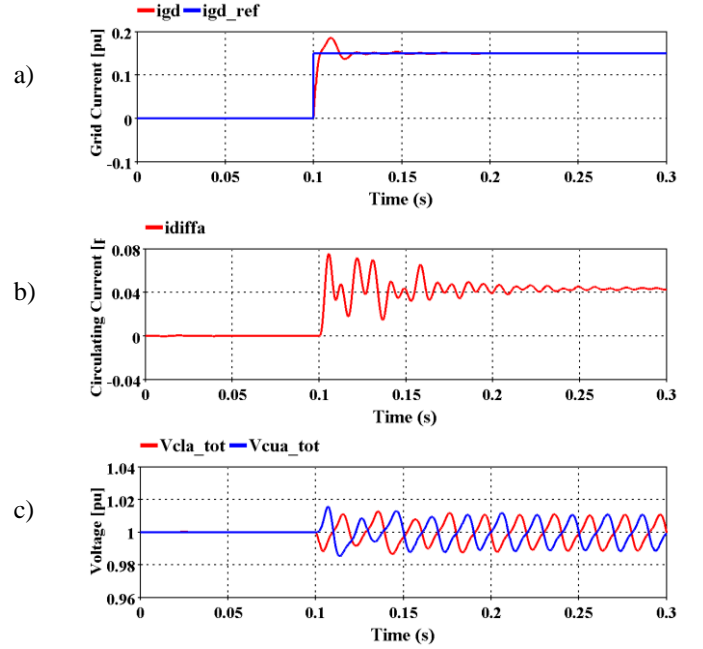 igd igd_ref
a)
Grid Current [pu]
0.2
0.1
0
-0.1
0 0.05 0.1 0.15 0.2 0.25 0.3
Time (s)
idiffa
b)
Circulating Current [p
0.08
0.04
0
-0.04
0 0.05 0.1 0.15 0.2 0.25 0.3
Time (s)
Vcla_tot Vcua_tot
c)
Voltage [pu]
1.04
1.02
1
0.98
0.96
0 0.05 0.1 0.15 0.2 0.25 0.3
Time (s)